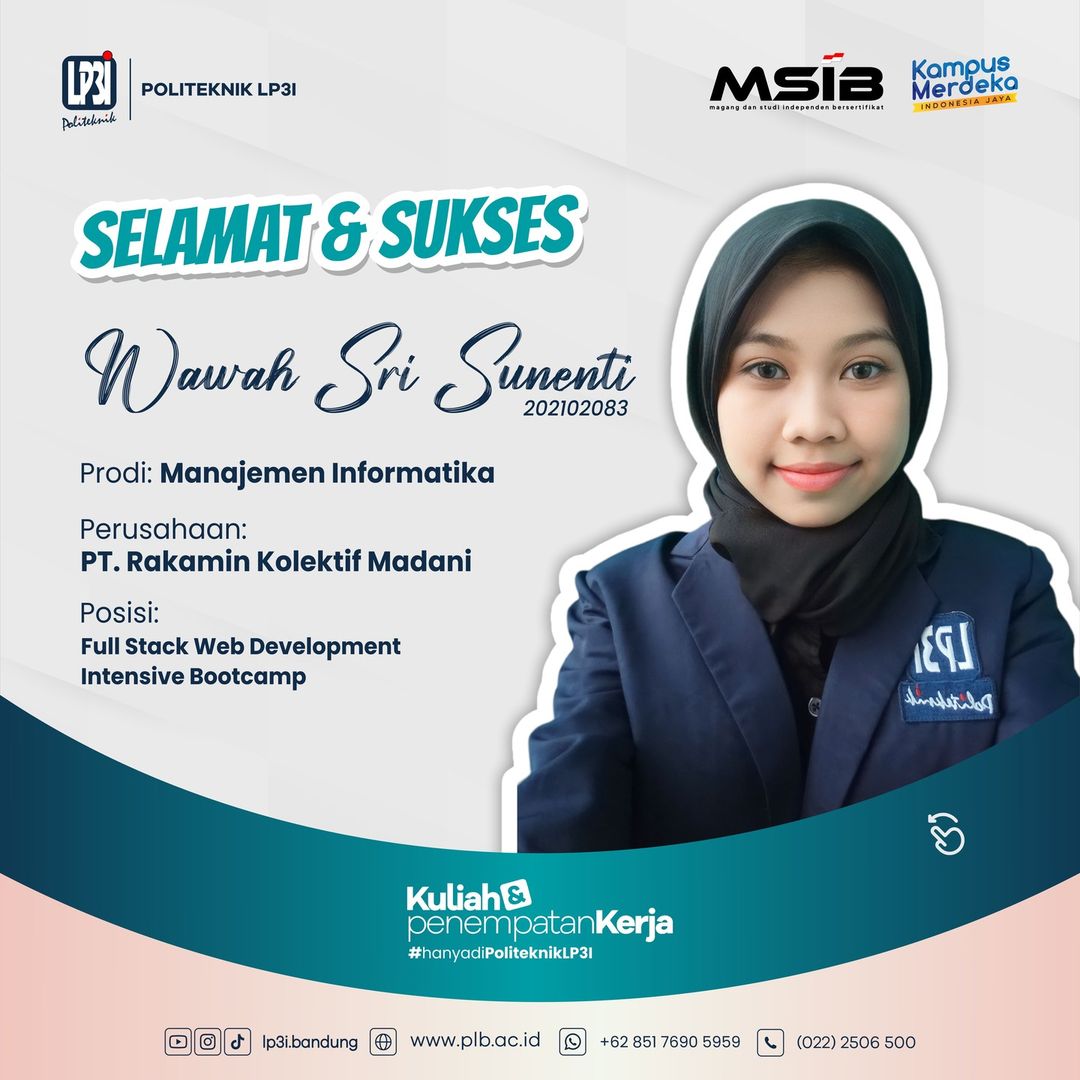 LP3I
Politeknik
POLITEKNIK LP3I
MSIB
magang dan studi independen bersertifikat
Kampus
Merdeka
INDONESIA JAYA
SELAMAT & SUKSES
Wawah Sri Sunenti
202102083
Prodi: Manajemen Informatika
Perusahaan:
PT. Rakamin Kolektif Madani
Posisi:
Full Stack Web Development
Intensive Bootcamp
LP3I
Politeknik
Kuliah &
penempatanKerja
#hanyadiPoliteknikLP3I
lp3i.bandung www.plb.ac.id +62 851 7690 5959 (022) 2506 500